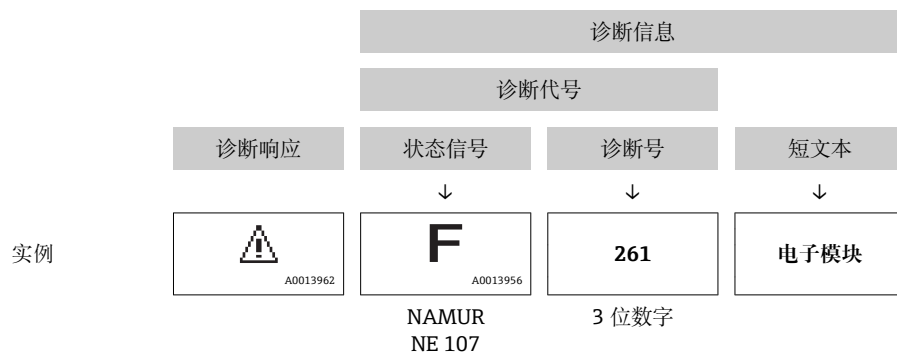 诊断信息
诊断代号
诊断响应 状态信号 诊断号 短文本
↓ ↓ ↓
实例 A0013962 F A0013956 261 电子模块
NAMUR 3 位数字
NE 107